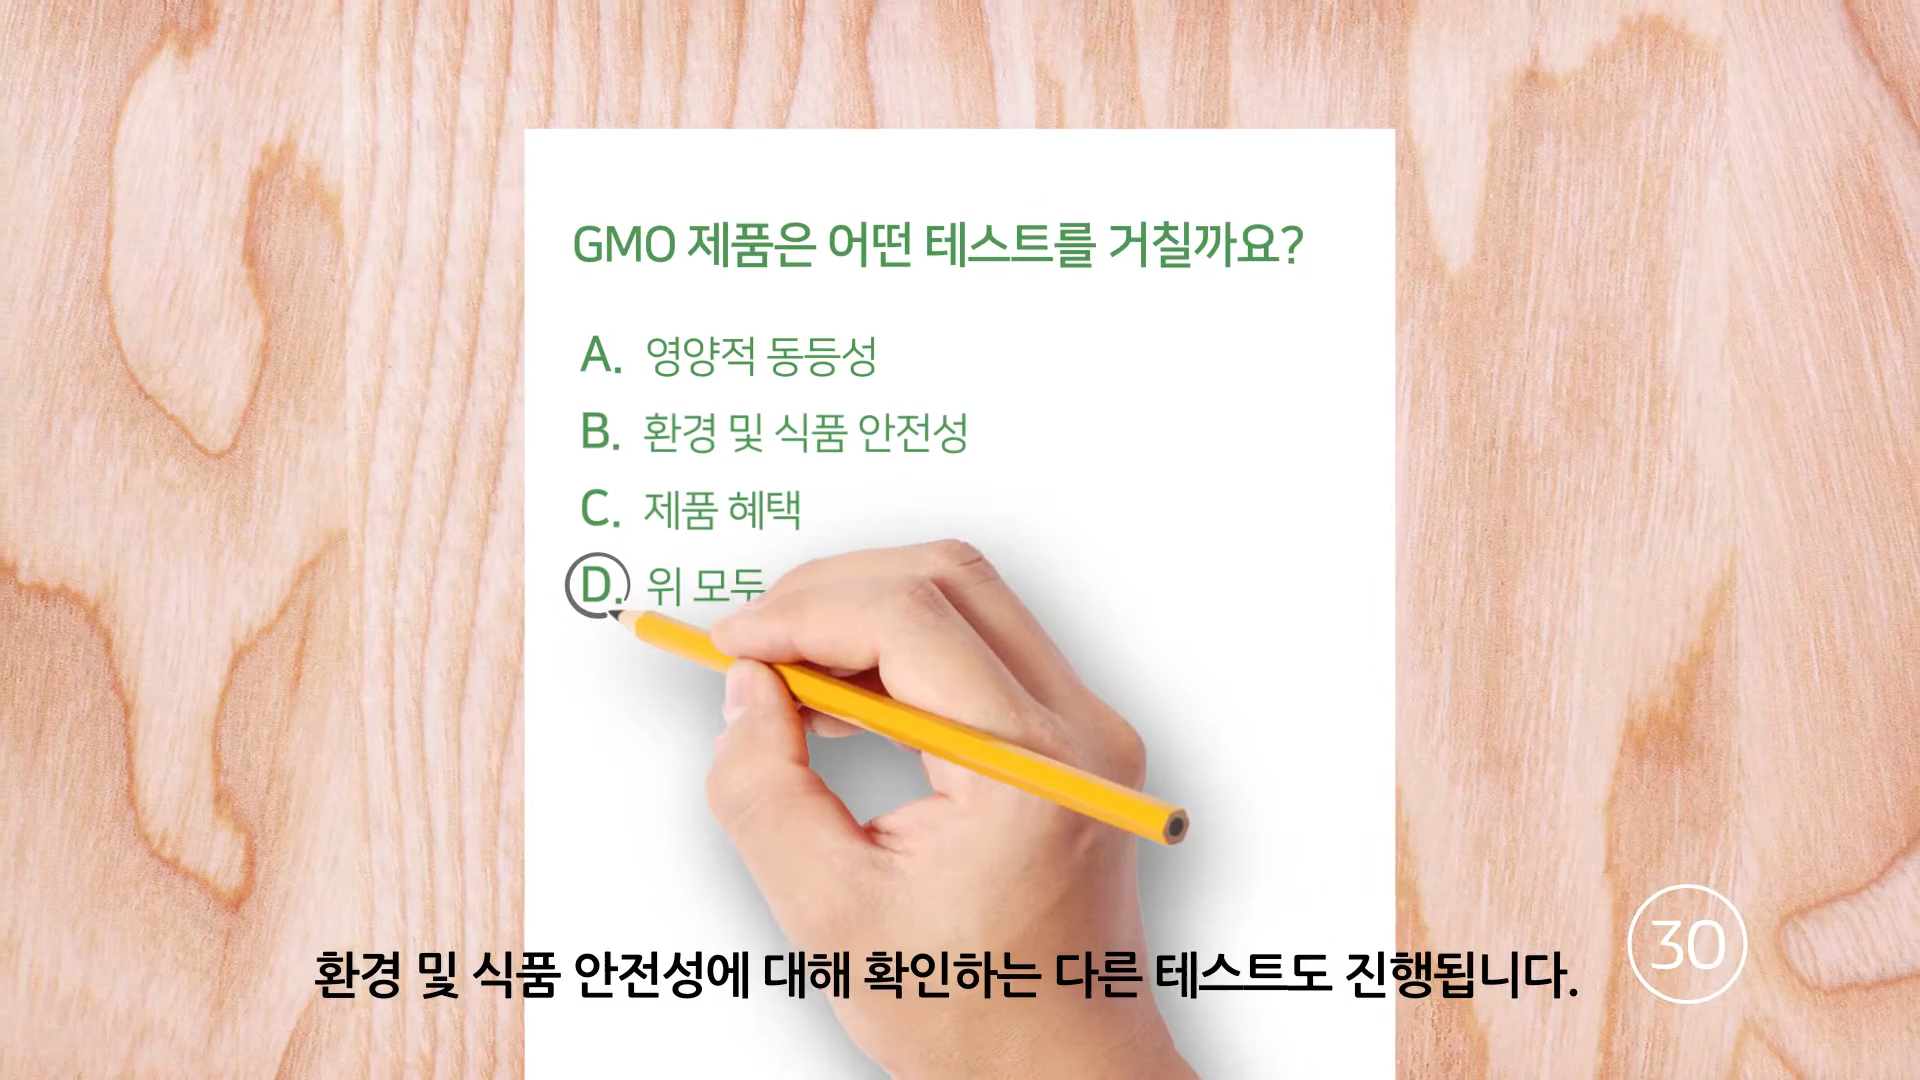 GMO 제품은 어떤 테스트를 거칠까요?
A. 영양적 동등성
B. 환경 및 식품 안전성
C. 제품 혜택
D. 위 모두
환경 및 식품 안전성에 대해 확인하는 다른 테스트도 진행됩니다.
30